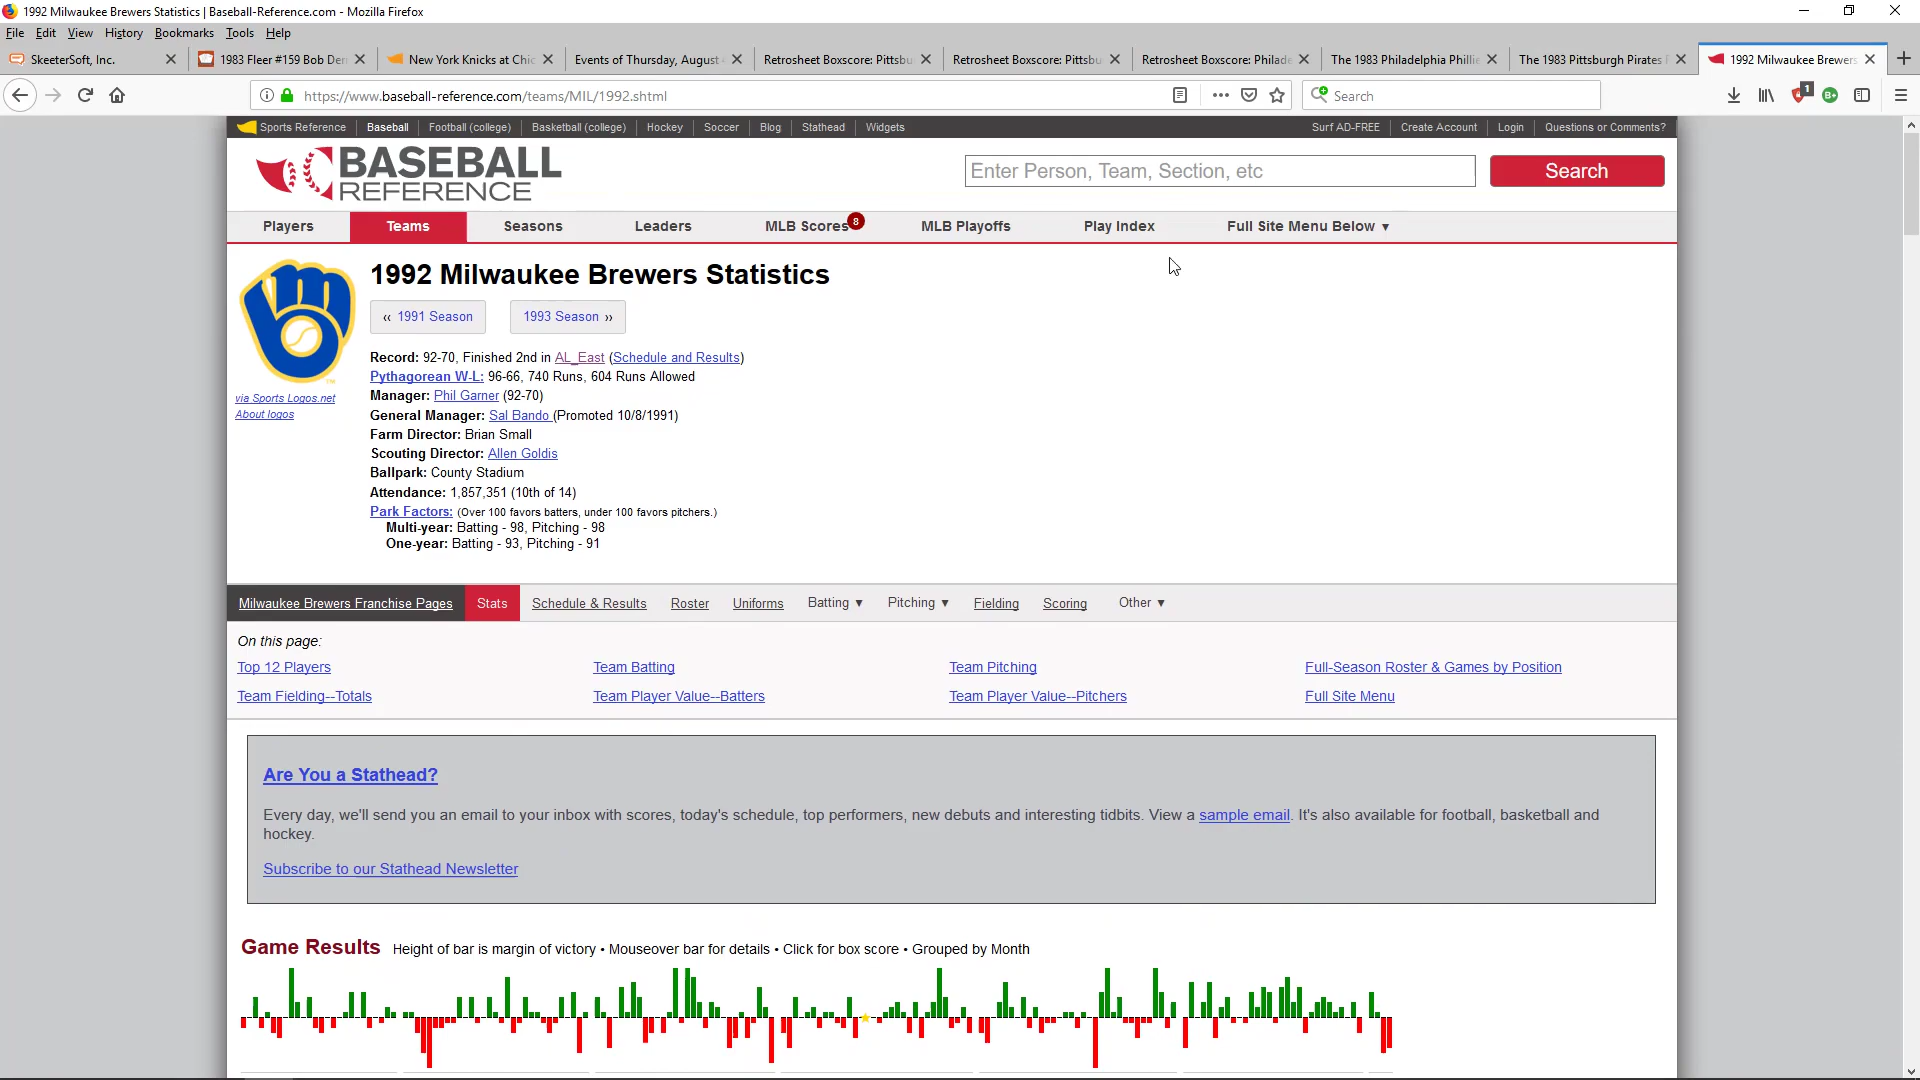 1992 Milwaukee Brewers Statistics | Baseball-Reference.com - Mozilla Firefox
File Edit View History Bookmarks Tools Help
SkeeterSoft, Inc.
1983 Fleer #159 Bob Der
New York Knicks at Chic
Events of Thursday, August
Retrosheet Boxscore: Pittsbu
Retrosheet Boxscore: Pittsbu
Retrosheet Boxscore: Philade
The 1983 Philadelphia Phillie
The 1983 Pittsburgh Pirates
1992 Milwaukee Brewers
https://www.baseball-reference.com/teams/MIL/1992.shtml
Search
1
B+
Sports Reference Baseball Football (college) Basketball (college) Hockey Soccer Blog Stathead Widgets Surf AD-FREE Create Account Login Questions or Comments?
BASEBALL
REFERENCE
Enter Person, Team, Section, etc
Search
Players Teams Seasons Leaders MLB Scores 8 MLB Playoffs Play Index Full Site Menu Below ▼
1992 Milwaukee Brewers Statistics
‹‹ 1991 Season
1993 Season ››
Record: 92-70, Finished 2nd in AL_East (Schedule and Results)
Pythagorean W-L: 96-66, 740 Runs, 604 Runs Allowed
Manager: Phil Garner (92-70)
General Manager: Sal Bando (Promoted 10/8/1991)
Farm Director: Brian Small
Scouting Director: Allen Goldis
Ballpark: County Stadium
Attendance: 1,857,351 (10th of 14)
Park Factors: (Over 100 favors batters, under 100 favors pitchers.)
Multi-year: Batting - 98, Pitching - 98
One-year: Batting - 93, Pitching - 91
TM
via Sports Logos.net
About logos
Milwaukee Brewers Franchise Pages Stats Schedule & Results Roster Uniforms Batting ▼ Pitching ▼ Fielding Scoring Other ▼
On this page:
Top 12 Players Team Batting Team Pitching Full-Season Roster & Games by Position
Team Fielding--Totals Team Player Value--Batters Team Player Value--Pitchers Full Site Menu
Are You a Stathead?
Every day, we'll send you an email to your inbox with scores, today's schedule, top performers, new debuts and interesting tidbits. View a sample email. It's also available for football, basketball and
hockey.
Subscribe to our Stathead Newsletter
Game Results Height of bar is margin of victory • Mouseover bar for details • Click for box score • Grouped by Month